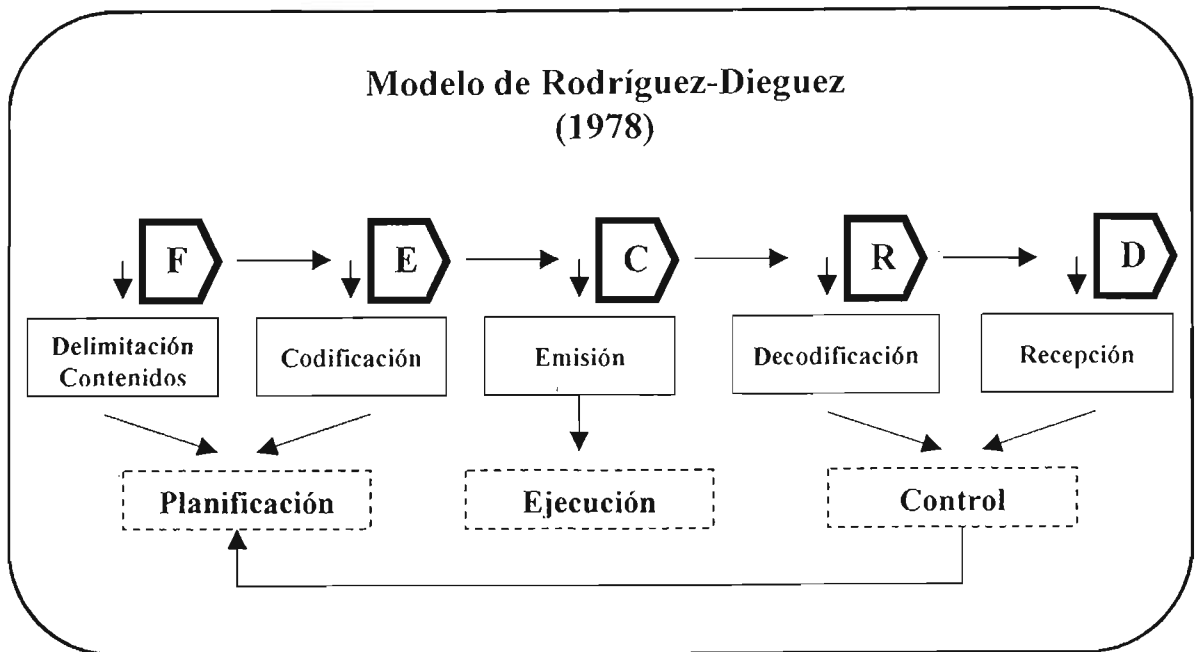 Modelo de Rodríguez-Dieguez
(1978)
F
E
C
R
D
Delimitación
Contenidos
Codificación
Emisión
Decodificación
Recepción
Planificación
Ejecución
Control